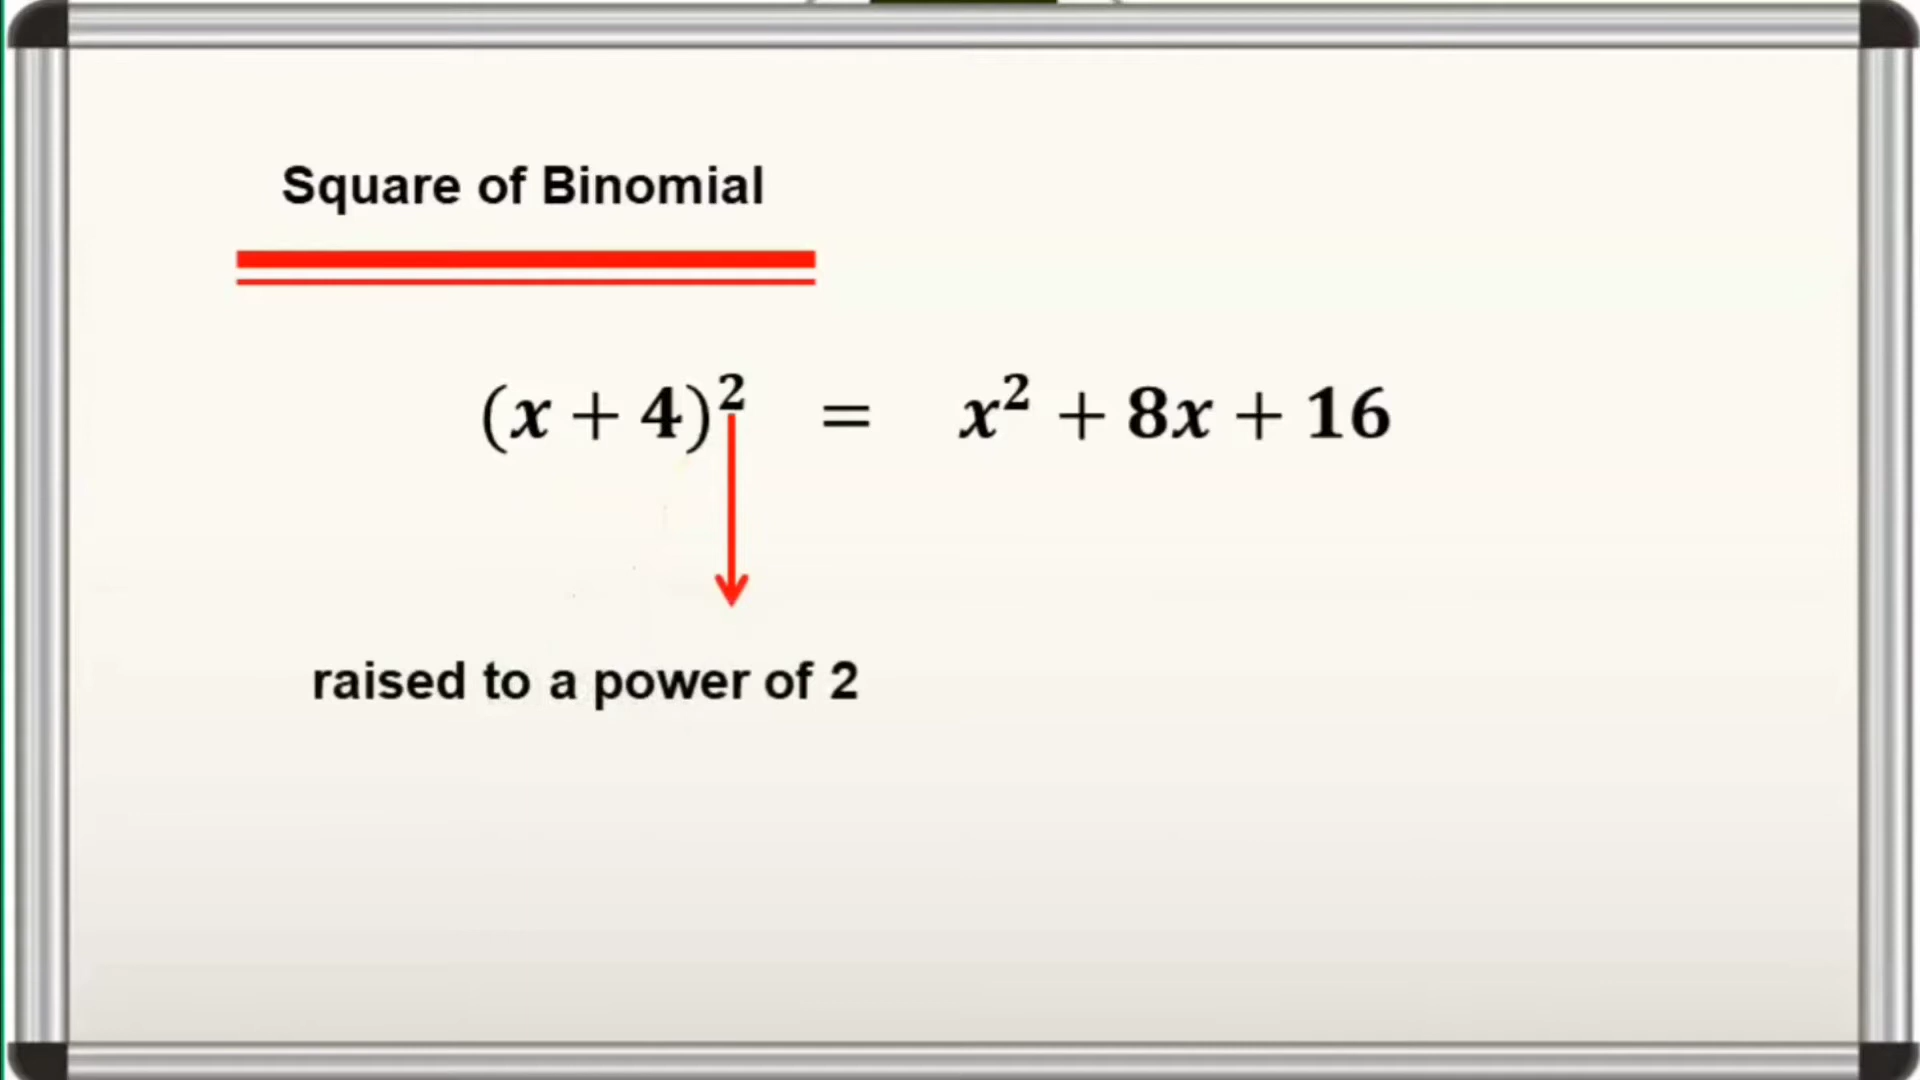 Square of Binomial
(x + 4)² = x² + 8x + 16
raised to a power of 2